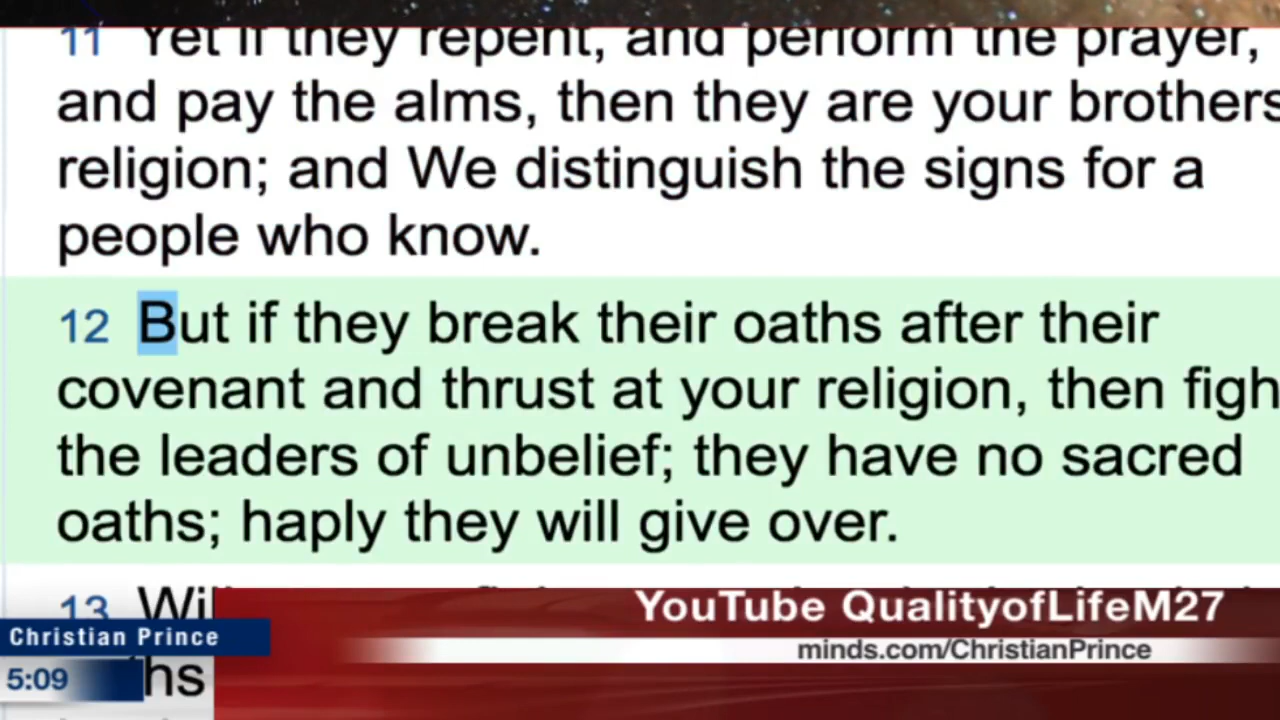 11 Yet if they repent, and perform the prayer,
and pay the alms, then they are your brothers
religion; and We distinguish the signs for a
people who know.
12 But if they break their oaths after their
covenant and thrust at your religion, then figh
the leaders of unbelief; they have no sacred
oaths; haply they will give over.
13
YouTube QualityofLifeM27
Christian Prince
minds.com/ChristianPrince
5:09